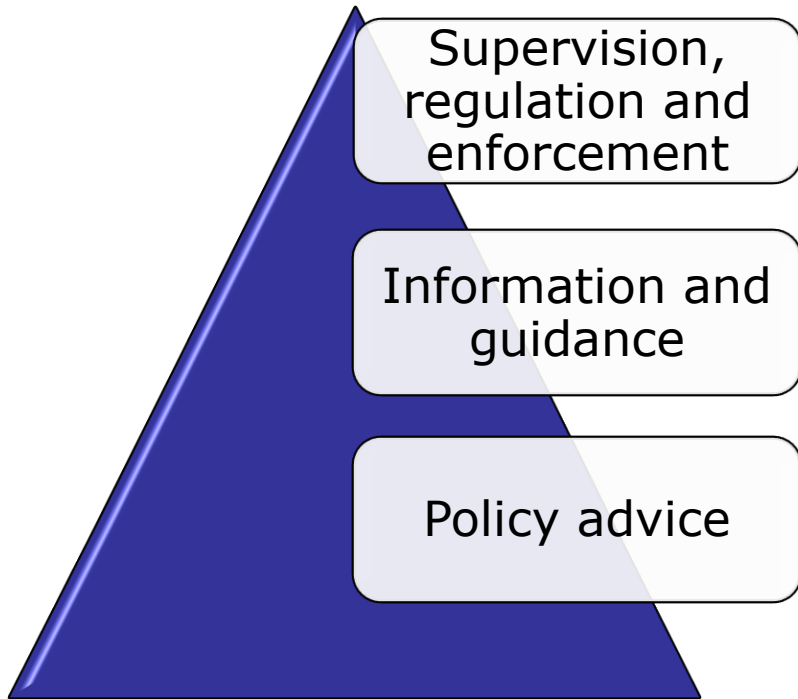 Supervision,
regulation and
enforcement
Information and
guidance
Policy advice